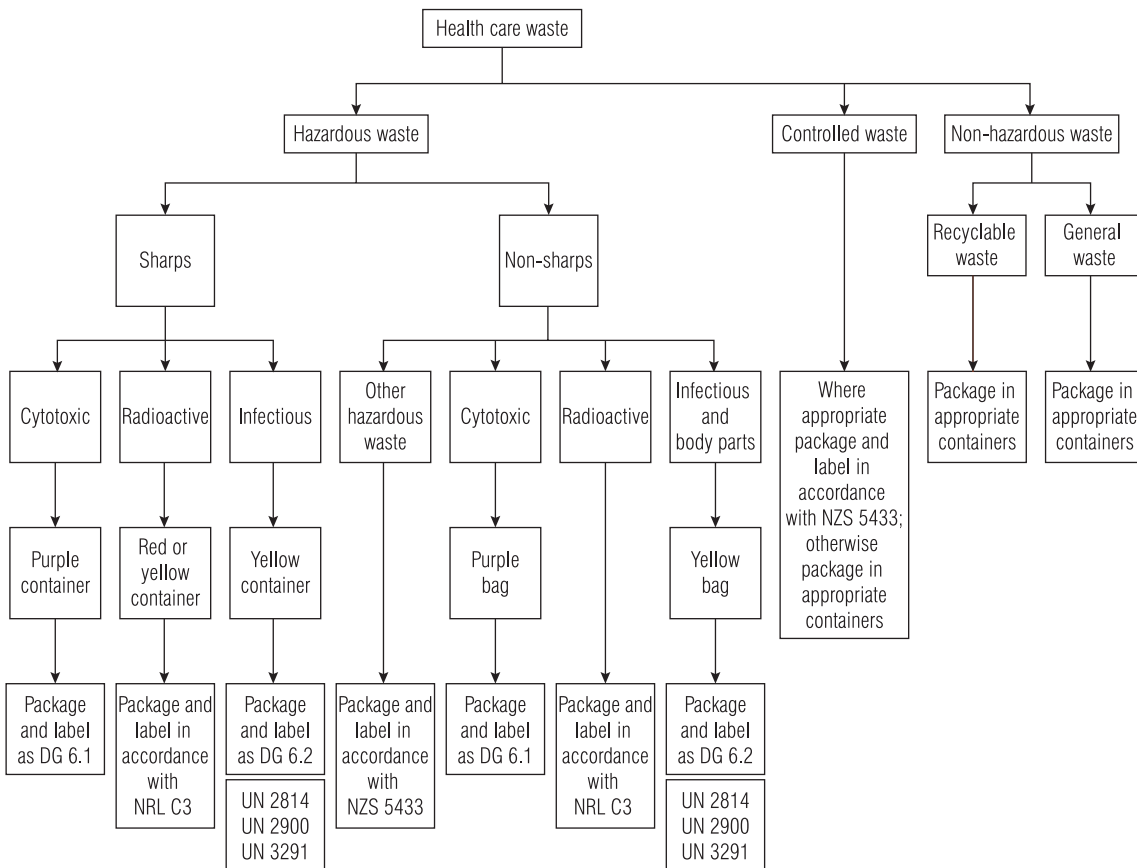 Health care waste
Hazardous waste
Controlled waste
Non-hazardous waste
Sharps
Non-sharps
Recyclable
waste
General
waste
Cytotoxic
Radioactive
Infectious
Other
hazardous
waste
Cytotoxic
Radioactive
Infectious
and
body parts
Where
appropriate
package and
label in
accordance
with NZS 5433;
otherwise
package in
appropriate
containers
Package in
appropriate
containers
Package in
appropriate
containers
Purple
container
Red or
yellow
container
Yellow
container
Purple
bag
Yellow
bag
Package
and label
as DG 6.1
Package and
label in
accordance
with
NRL C3
Package
and label
as DG 6.2
UN 2814
UN 2900
UN 3291
Package and
label in
accordance
with
NZS 5433
Package
and label
as DG 6.1
Package and
label in
accordance
with
NRL C3
Package
and label
as DG 6.2
UN 2814
UN 2900
UN 3291